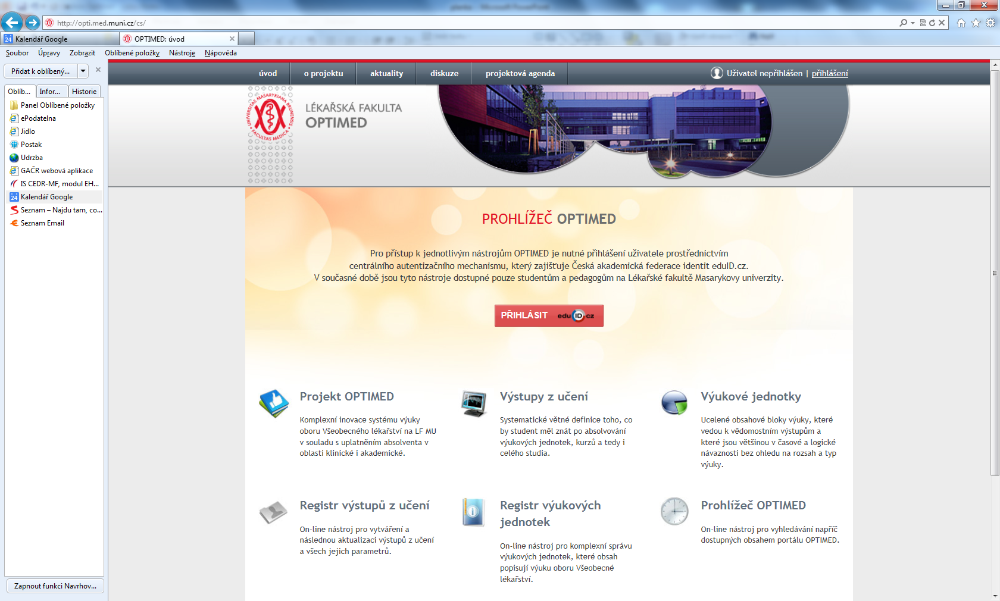 http://opti.med.muni.cz/cs/
24 Kalendář Google
OPTIMED: úvod
Soubor Úpravy Zobrazit Oblíbené položky Nástroje Nápověda
Přidat k oblíbený...
Oblíb... Infor... Historie
Panel Oblíbené položky
ePodatelna
Jidlo
Postak
Udrzba
GAČR webová aplikace
IS CEDR-MF, modul EH...
24 Kalendář Google
Seznam – Najdu tam, co...
Seznam Email
Zapnout funkci Navrhov...
úvod o projektu aktuality diskuze projektová agenda
Uživatel nepřihlášen | přihlášení
UNIVERSITAS MASARYKIANA BRUNENSIS
FACULTAS MEDICA
LÉKAŘSKÁ FAKULTA
OPTIMED
PROHLÍŽEČ OPTIMED
Pro přístup k jednotlivým nástrojům OPTIMED je nutné přihlášení uživatele prostřednictvím
centrálního autentizačního mechanismu, který zajišťuje Česká akademická federace identit eduID.cz.
V současné době jsou tyto nástroje dostupné pouze studentům a pedagogům na Lékařské fakultě Masarykovy univerzity.
PŘIHLÁSIT eduID.cz
Projekt OPTIMED
Komplexní inovace systému výuky
oboru Všeobecného lékařství na LF MU
v souladu s uplatněním absolventa v
oblasti klinické i akademické.
Výstupy z učení
Systematické větné definice toho, co
by student měl znát po absolvování
výukových jednotek, kurzů a tedy i
celého studia.
Výukové jednotky
Ucelené obsahové bloky výuky, které
vedou k vědomostním výstupům a
které jsou většinou v časové a logické
návaznosti bez ohledu na rozsah a typ
výuky.
Registr výstupů z učení
On-line nástroj pro vytváření a
následnou aktualizaci výstupů z učení
a všech jejich parametrů.
Registr výukových
jednotek
On-line nástroj pro komplexní správu
výukových jednotek, které obsah
popisují výuku oboru Všeobecné
lékařství.
Prohlížeč OPTIMED
On-line nástroj pro vyhledávání napříč
dostupných obsahem portálu OPTIMED.